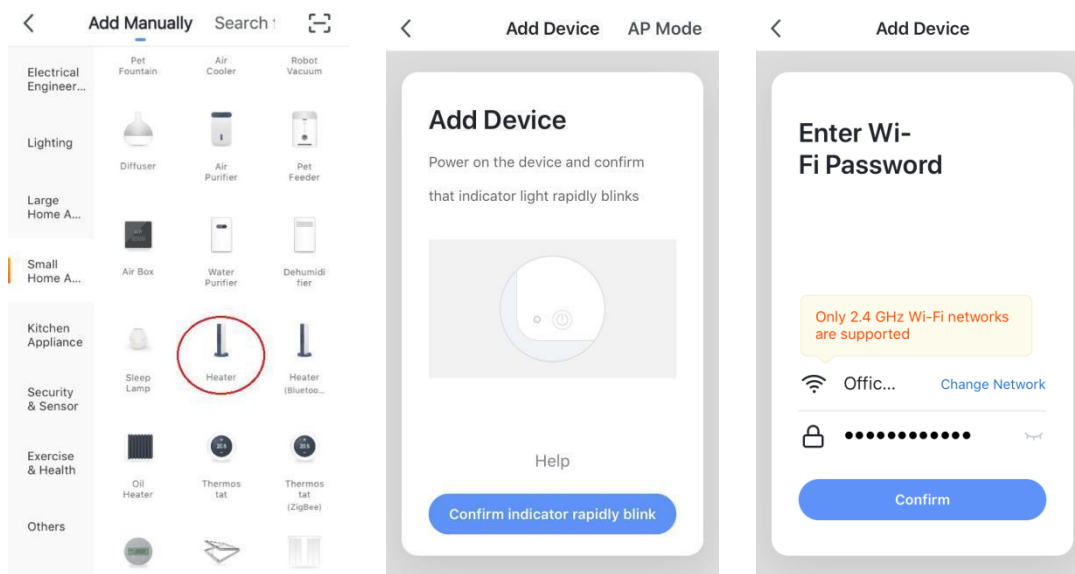 Add Manually
Search
Electrical
Engineer...
Lighting
Large
Home A...
Small
Home A...
Kitchen
Appliance
Security
& Sensor
Exercise
& Health
Others
Pet
Fountain
Air
Cooler
Robot
Vacuum
Diffuser
Air
Purifier
Pet
Feeder
Air Box
Water
Purifier
Dehumidi
fier
Sleep
Lamp
Heater
Heater
(Bluetoo...
Oil
Heater
Thermos
tat
Thermos
tat
(ZigBee)
Add Device
AP Mode
Add Device
Power on the device and confirm
that indicator light rapidly blinks
Help
Confirm indicator rapidly blink
Add Device
Enter Wi-
Fi Password
Only 2.4 GHz Wi-Fi networks
are supported
Offic...
Change Network
●●●●●●●●●●●●
Confirm